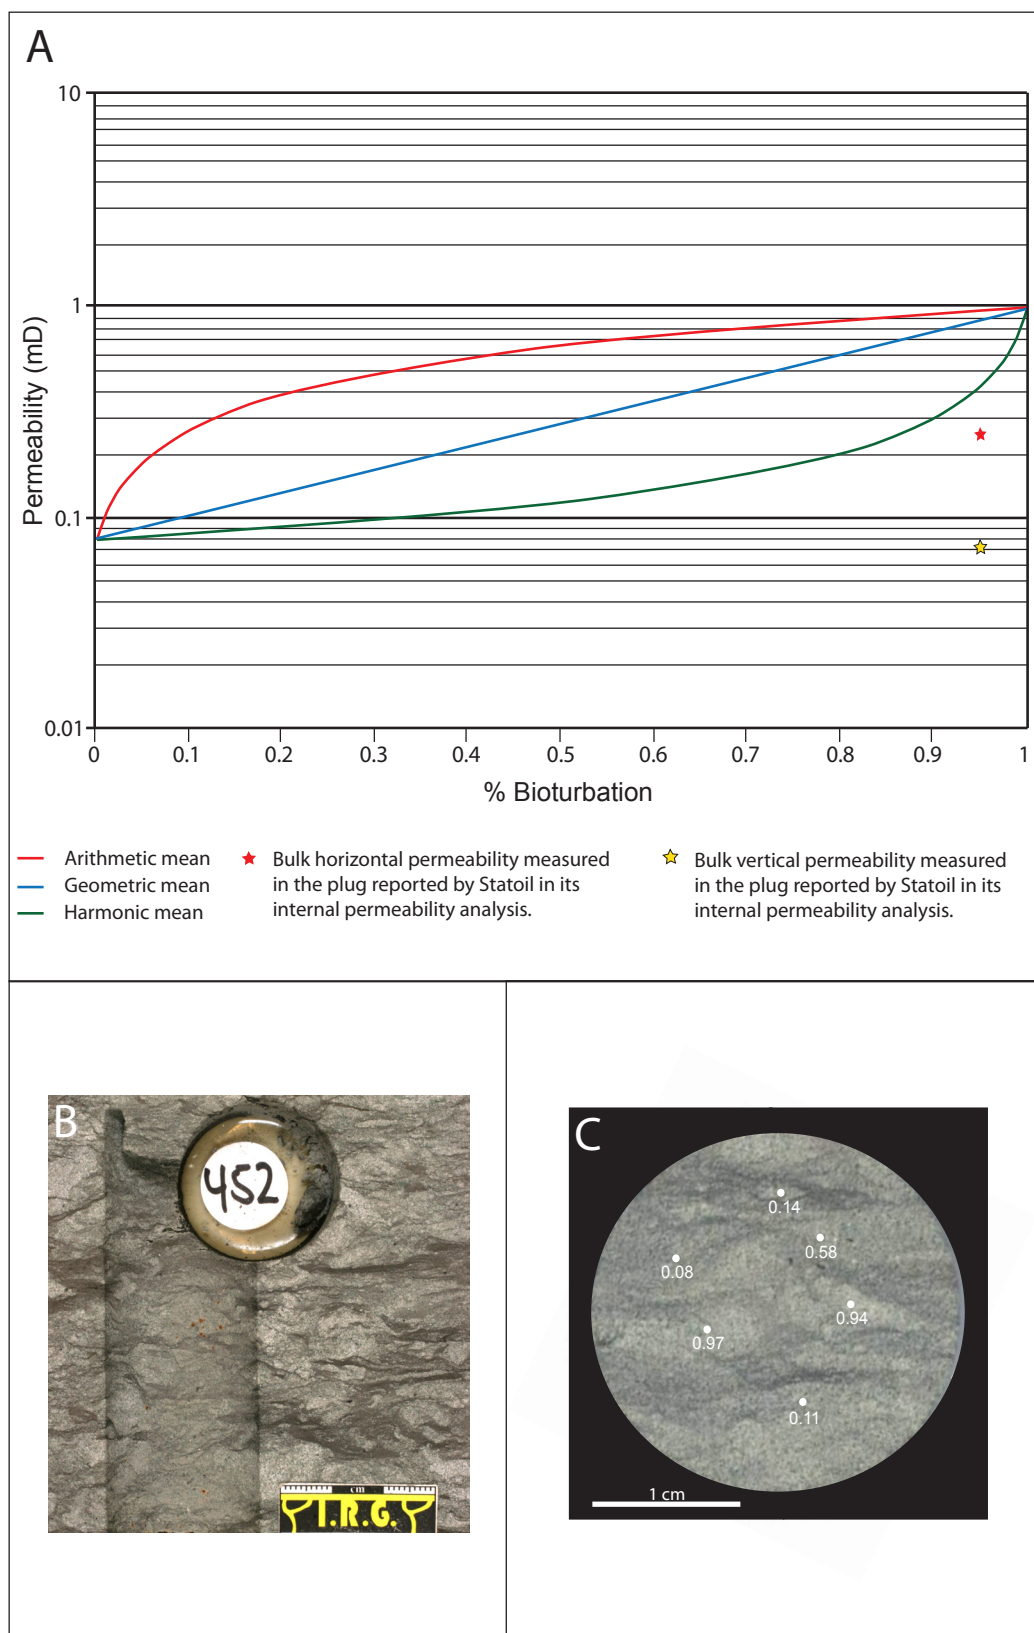 A
10
1
0.1
0.01
Permeability (mD)
0
0.1
0.2
0.3
0.4
0.5
0.6
0.7
0.8
0.9
1
% Bioturbation
Arithmetic mean
Geometric mean
Harmonic mean
Bulk horizontal permeability measured
in the plug reported by Statoil in its
internal permeability analysis.
Bulk vertical permeability measured
in the plug reported by Statoil in its
internal permeability analysis.
B
452
cm
I.R.G.
C
0.14
0.58
0.08
0.94
0.97
0.11
1 cm